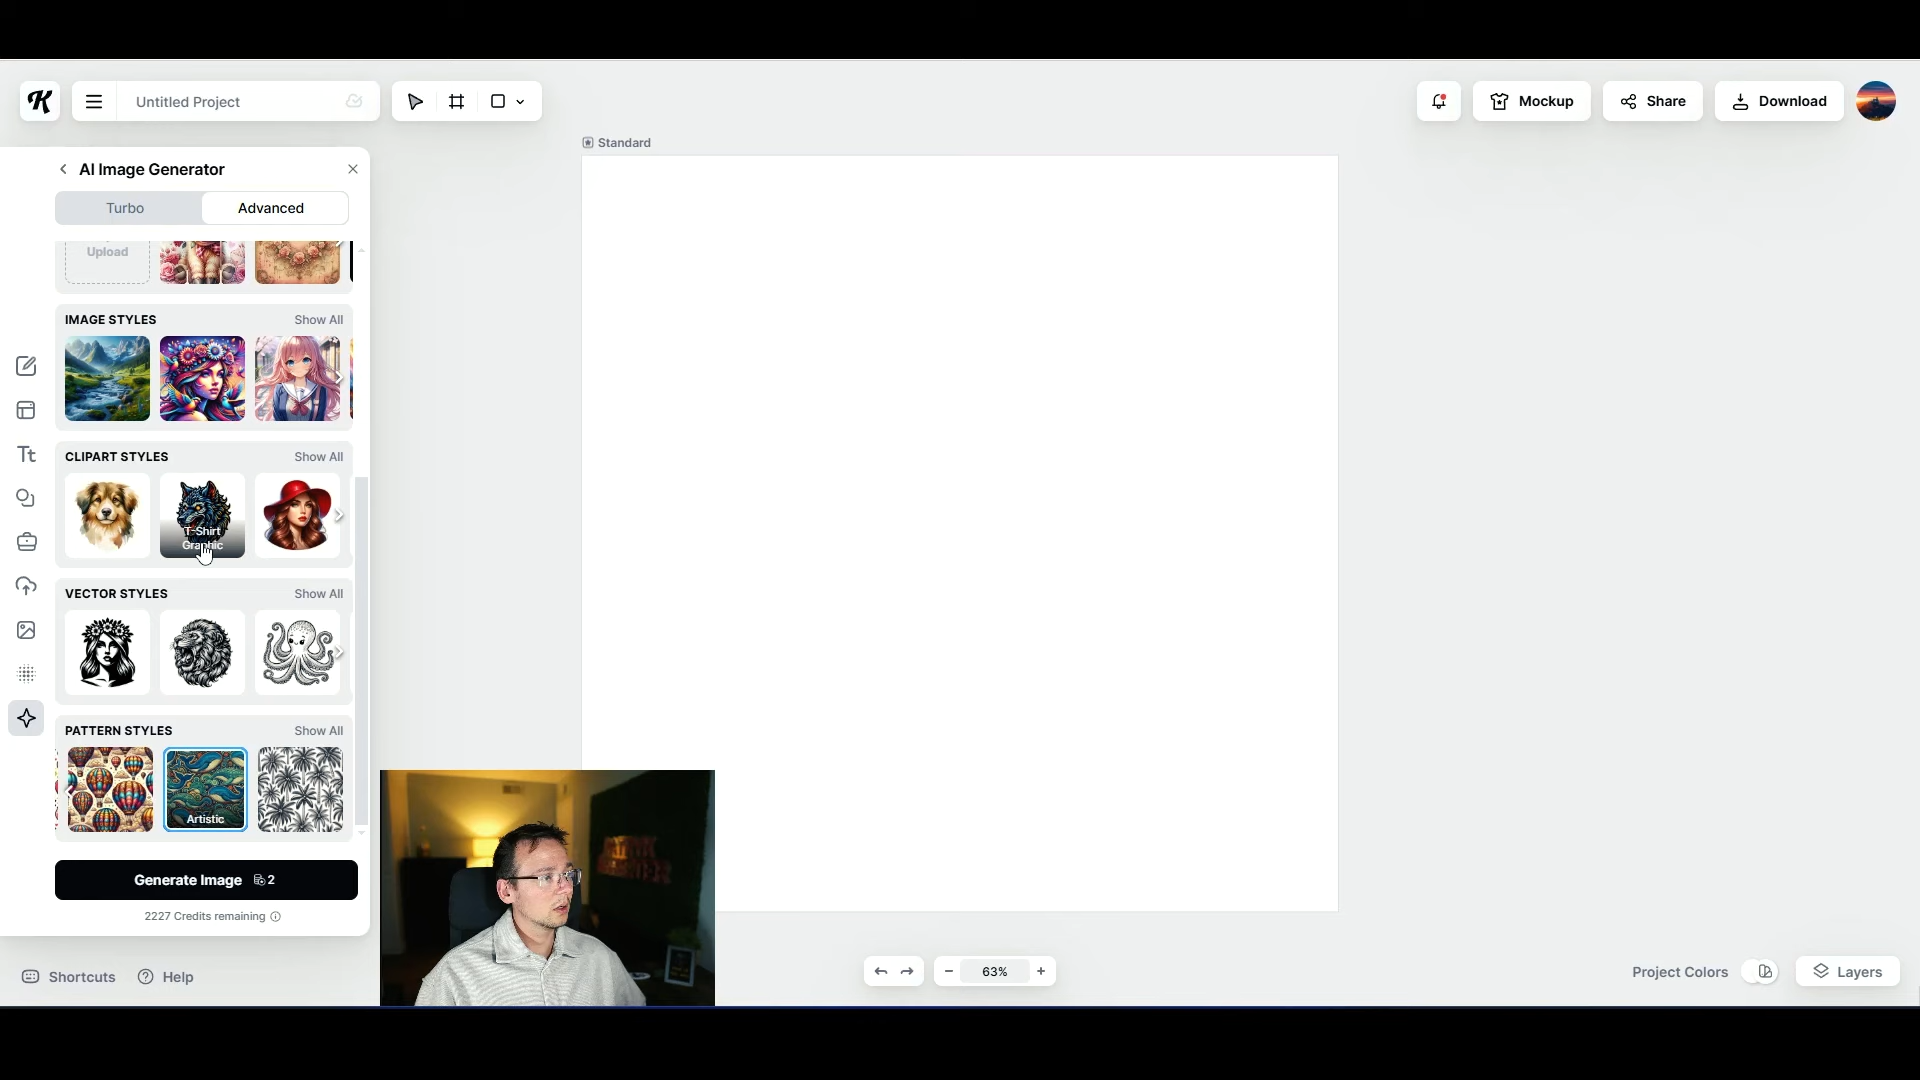 K
Untitled Project
Mockup
Share
Download
Standard
AI Image Generator
Turbo
Advanced
Upload
IMAGE STYLES
Show All
CLIPART STYLES
Show All
T-Shirt
Graphic
VECTOR STYLES
Show All
PATTERN STYLES
Show All
Artistic
Generate Image 2
2227 Credits remaining
Tt
Shortcuts
Help
63%
Project Colors
Layers